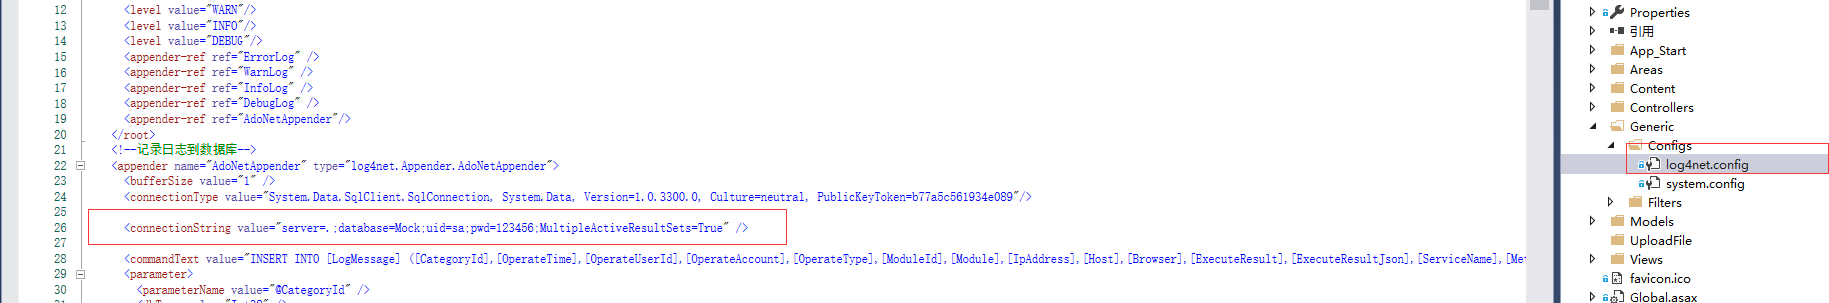 12 <level value="WARN"/>
13 <level value="INFO"/>
14 <level value="DEBUG"/>
15 <appender-ref ref="ErrorLog" />
16 <appender-ref ref="WarnLog" />
17 <appender-ref ref="InfoLog" />
18 <appender-ref ref="DebugLog" />
19 <appender-ref ref="AdoNetAppender"/>
20 </root>
21 <!--记录日志到数据库-->
22 <appender name="AdoNetAppender" type="log4net.Appender.AdoNetAppender">
23 <bufferSize value="1" />
24 <connectionType value="System.Data.SqlClient.SqlConnection, System.Data, Version=1.0.3300.0, Culture=neutral, PublicKeyToken=b77a5c561934e089"/>
25
26 <connectionString value="server=.;database=Mock;uid=sa;pwd=123456;MultipleActiveResultSets=True" />
27
28 <commandText value="INSERT INTO [LogMessage] ([CategoryId],[OperateTime],[OperateUserId],[OperateAccount],[OperateType],[ModuleId],[Module],[IpAddress],[Host],[Browser],[ExecuteResult],[ExecuteResultJson],[ServiceName],[Me
29 <parameter>
30 <parameterName value="@CategoryId" />
Properties
引用
App_Start
Areas
Content
Controllers
Generic
Configs
log4net.config
system.config
Filters
Models
UploadFile
Views
favicon.ico
Global.asax